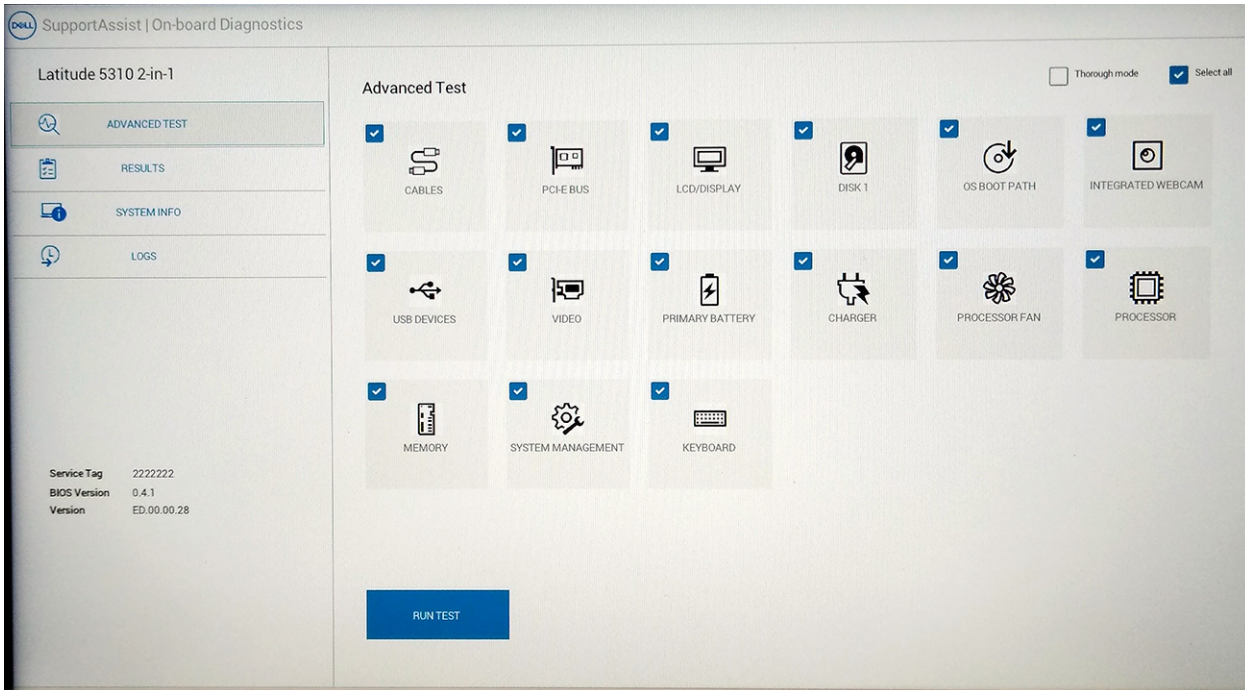 DELL SupportAssist | On-board Diagnostics
Latitude 5310 2-in-1
ADVANCED TEST
RESULTS
SYSTEM INFO
LOGS
Service Tag 2222222
BIOS Version 0.4.1
Version ED.00.00.28
Advanced Test
Thorough mode
Select all
CABLES
PCI-E BUS
LCD/DISPLAY
DISK 1
OS BOOT PATH
INTEGRATED WEBCAM
USB DEVICES
VIDEO
PRIMARY BATTERY
CHARGER
PROCESSOR FAN
PROCESSOR
MEMORY
SYSTEM MANAGEMENT
KEYBOARD
RUN TEST